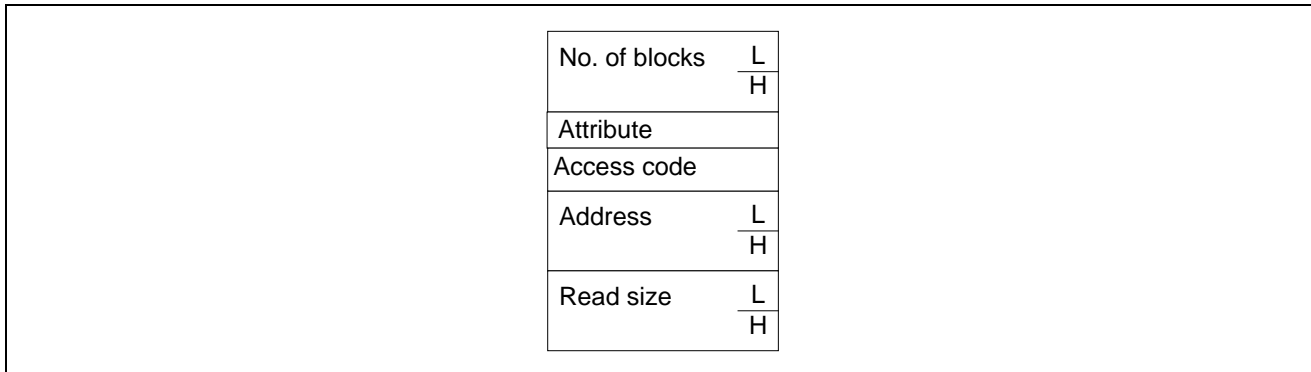 No. of blocks L
H
Attribute
Access code
Address L
H
Read size L
H